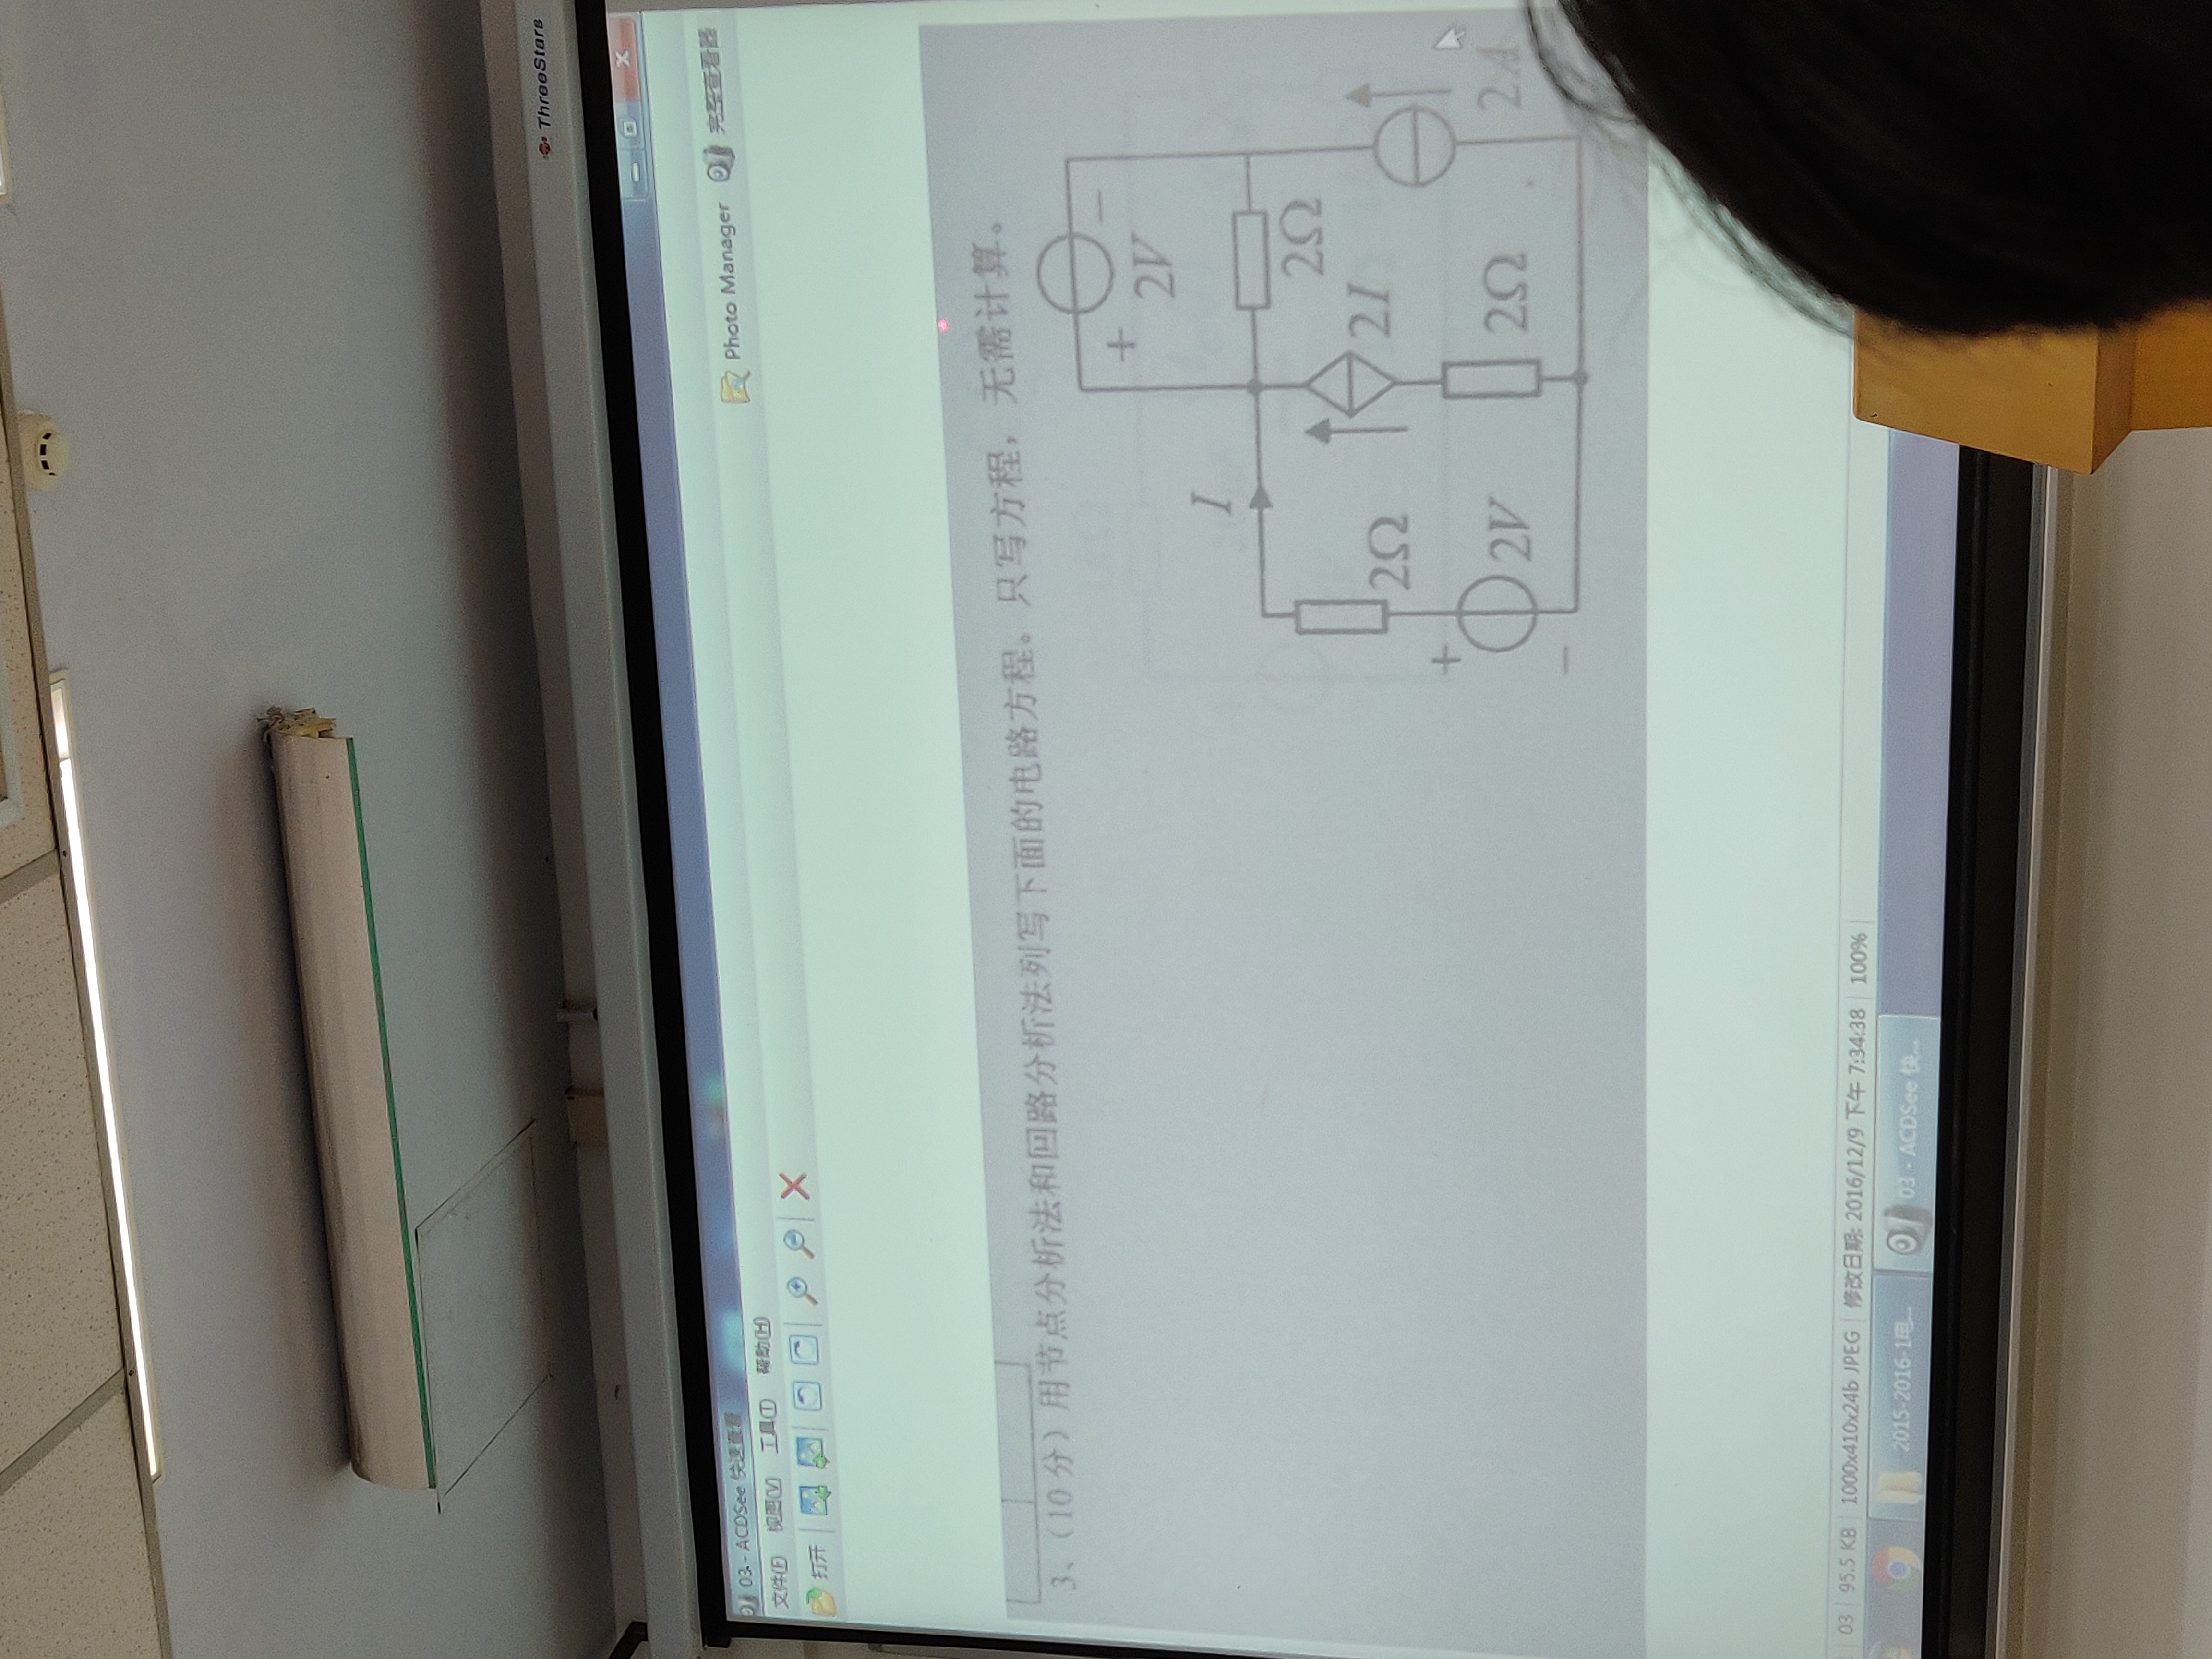 ThreeStars
03 - ACDSee 快速查看
文件(F) 视图(V) 工具(T) 帮助(H)
Photo Manager 完整查看器
打开
3、（10 分）用节点分析法和回路分析法列写下面的电路方程。只写方程，无需计算。
+ −
2V
I
2Ω
2Ω
2I
+
2V
2Ω
2A
−
03 95.5 KB 1000x410x24b JPEG 修改日期: 2016/12/9 下午 7:34:38 100%
2015-2016-1电... 03 - ACDSee 快...